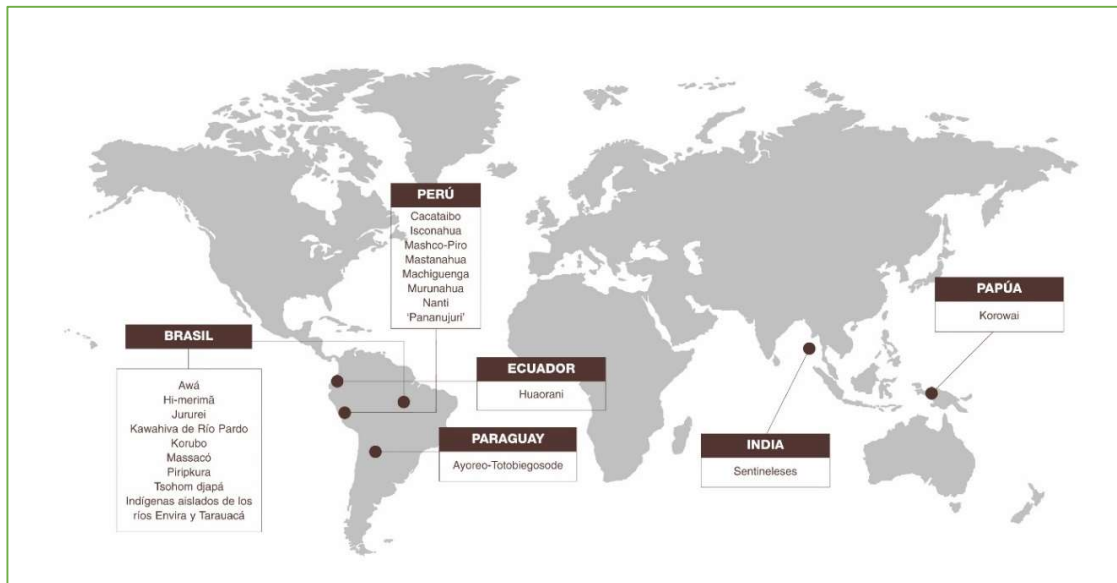 PERÚ
Cacataibo
Isconahua
Mashco-Piro
Mastanahua
Machiguenga
Murunahua
Nanti
‘Pananujuri’
BRASIL
Awá
Hi-merimã
Jururei
Kawahiva de Río Pardo
Korubo
Massacó
Piripkura
Tsohom djapá
Indígenas aislados de los
ríos Envira y Tarauacá
ECUADOR
Huaorani
PARAGUAY
Ayoreo-Totobiegosode
INDIA
Sentineleses
PAPÚA
Korowai